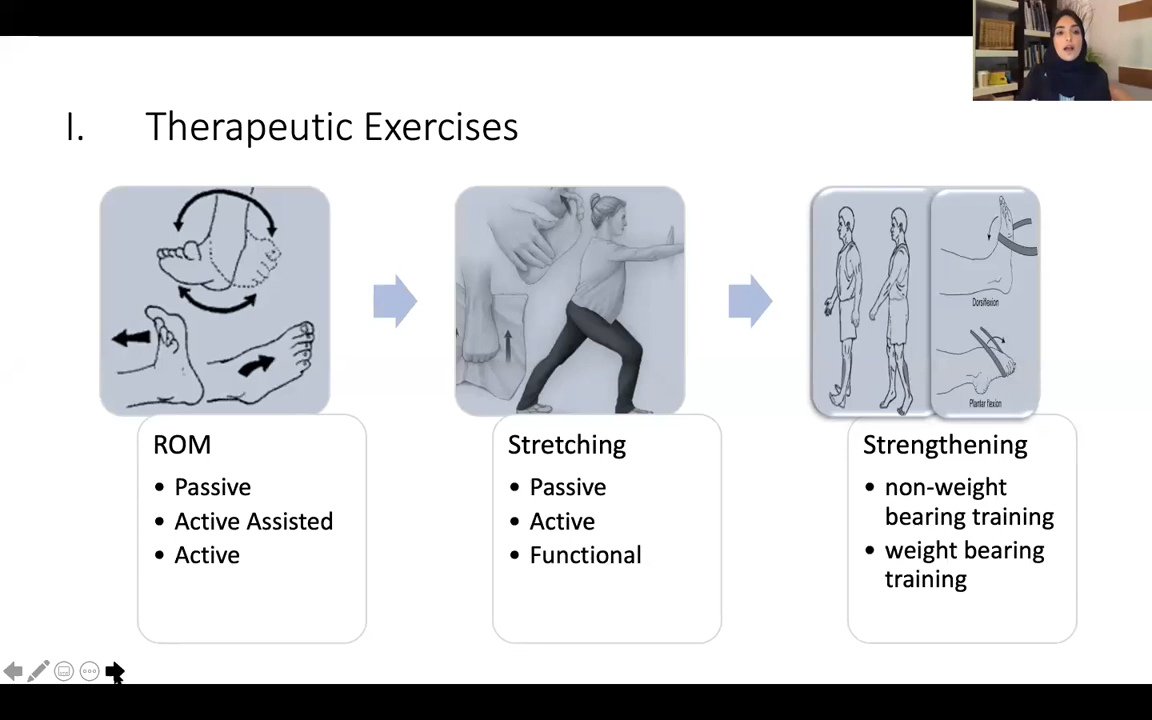 I. Therapeutic Exercises
Dorsiflexion
Plantar flexion
ROM
• Passive
• Active Assisted
• Active
Stretching
• Passive
• Active
• Functional
Strengthening
• non-weight
bearing training
• weight bearing
training